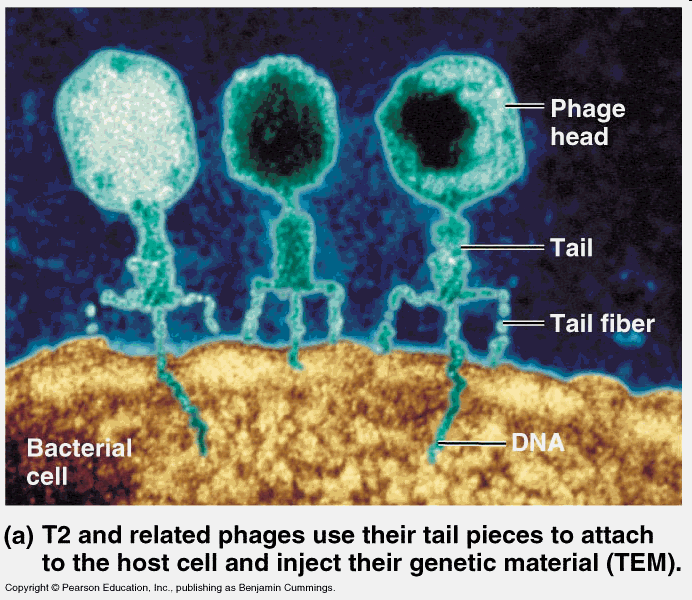 Phage
head
Tail
Tail fiber
DNA
Bacterial
cell
(a) T2 and related phages use their tail pieces to attach
to the host cell and inject their genetic material (TEM).
Copyright © Pearson Education, Inc., publishing as Benjamin Cummings.